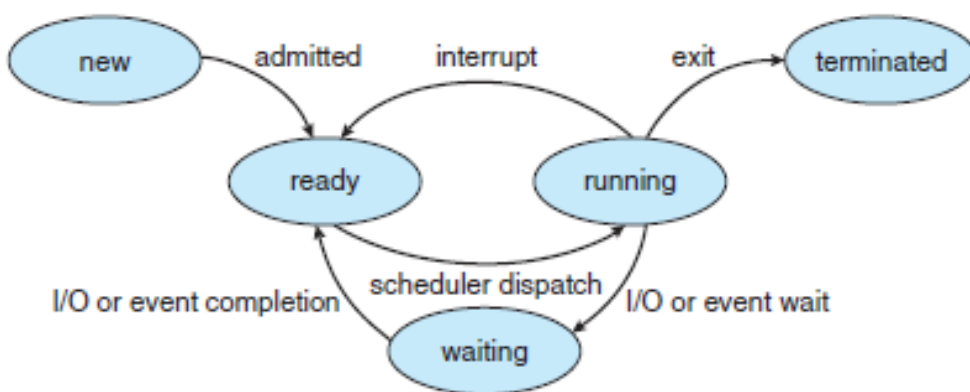 new
admitted
interrupt
exit
terminated
ready
running
I/O or event completion
scheduler dispatch
I/O or event wait
waiting